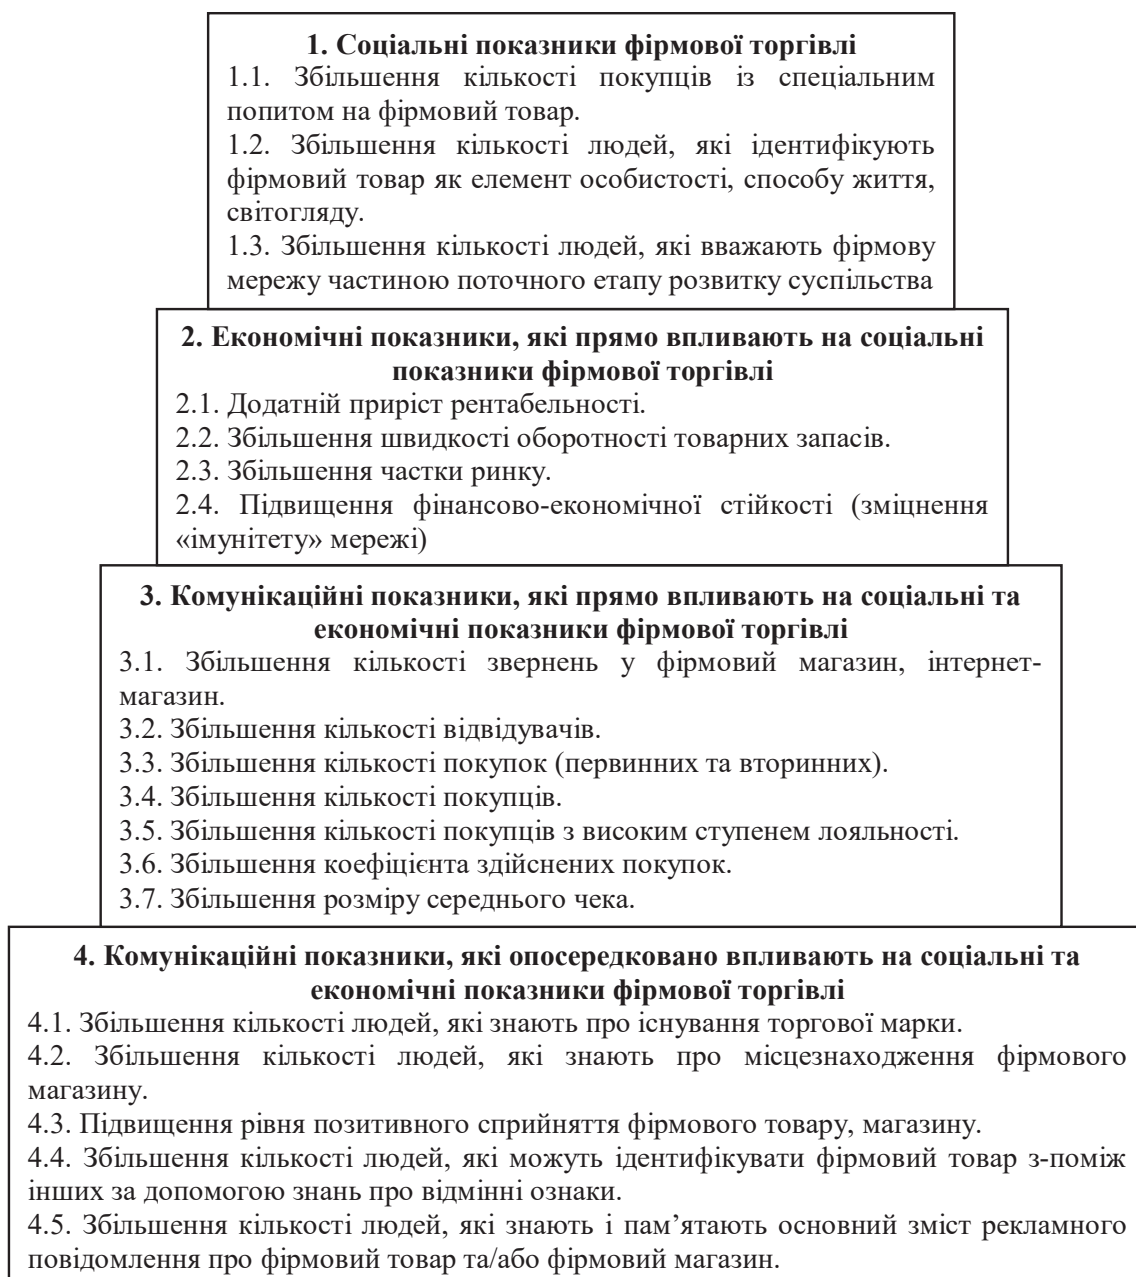 1. Соціальні показники фірмової торгівлі
1.1. Збільшення кількості покупців із спеціальним
попитом на фірмовий товар.
1.2. Збільшення кількості людей, які ідентифікують
фірмовий товар як елемент особистості, способу життя,
світогляду.
1.3. Збільшення кількості людей, які вважають фірмову
мережу частиною поточного етапу розвитку суспільства
2. Економічні показники, які прямо впливають на соціальні
показники фірмової торгівлі
2.1. Додатній приріст рентабельності.
2.2. Збільшення швидкості оборотності товарних запасів.
2.3. Збільшення частки ринку.
2.4. Підвищення фінансово-економічної стійкості (зміцнення
«імунітету» мережі)
3. Комунікаційні показники, які прямо впливають на соціальні та
економічні показники фірмової торгівлі
3.1. Збільшення кількості звернень у фірмовий магазин, інтернет-
магазин.
3.2. Збільшення кількості відвідувачів.
3.3. Збільшення кількості покупок (первинних та вторинних).
3.4. Збільшення кількості покупців.
3.5. Збільшення кількості покупців з високим ступенем лояльності.
3.6. Збільшення коефіцієнта здійснених покупок.
3.7. Збільшення розміру середнього чека.
4. Комунікаційні показники, які опосередковано впливають на соціальні та
економічні показники фірмової торгівлі
4.1. Збільшення кількості людей, які знають про існування торгової марки.
4.2. Збільшення кількості людей, які знають про місцезнаходження фірмового
магазину.
4.3. Підвищення рівня позитивного сприйняття фірмового товару, магазину.
4.4. Збільшення кількості людей, які можуть ідентифікувати фірмовий товар з-поміж
інших за допомогою знань про відмінні ознаки.
4.5. Збільшення кількості людей, які знають і пам’ятають основний зміст рекламного
повідомлення про фірмовий товар та/або фірмовий магазин.